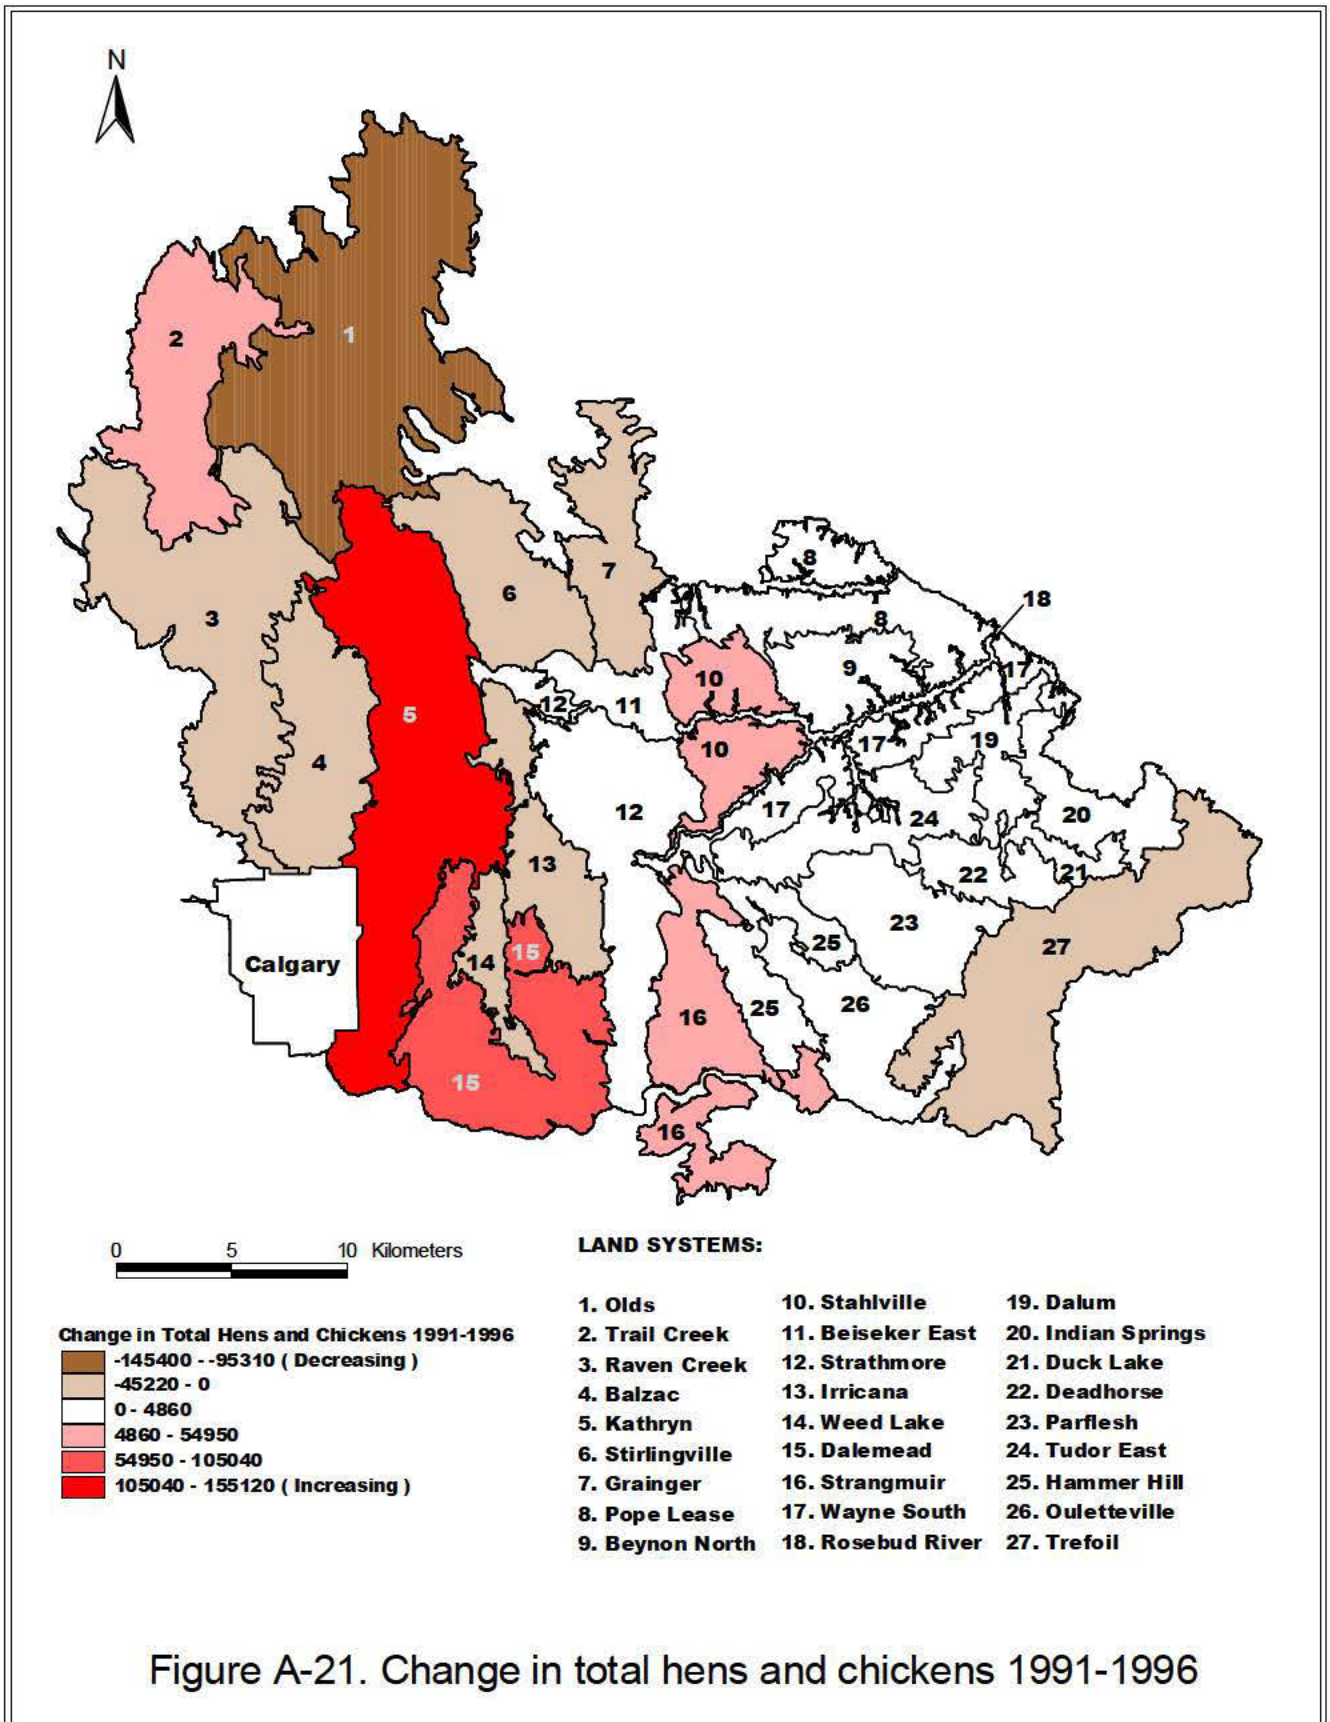 N
1
2
3
4
5
6
7
8
8
18
9
17
10
12
11
10
17
19
12
17
24
20
13
22
21
23
Calgary
14
15
25
27
16
25
26
15
16
0 5 10 Kilometers
LAND SYSTEMS:
Change in Total Hens and Chickens 1991-1996
-145400 - -95310 ( Decreasing )
-45220 - 0
0 - 4860
4860 - 54950
54950 - 105040
105040 - 155120 ( Increasing )
1. Olds
2. Trail Creek
3. Raven Creek
4. Balzac
5. Kathryn
6. Stirlingville
7. Grainger
8. Pope Lease
9. Beynon North
10. Stahlville
11. Beiseker East
12. Strathmore
13. Irricana
14. Weed Lake
15. Dalemead
16. Strangmuir
17. Wayne South
18. Rosebud River
19. Dalum
20. Indian Springs
21. Duck Lake
22. Deadhorse
23. Parflesh
24. Tudor East
25. Hammer Hill
26. Ouletteville
27. Trefoil
Figure A-21. Change in total hens and chickens 1991-1996